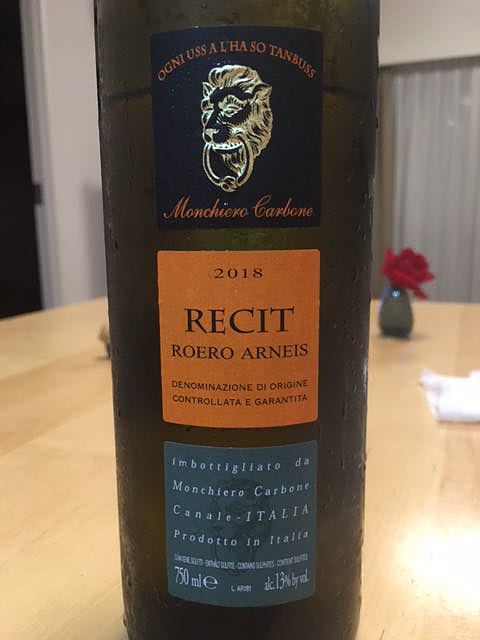 OGNI USS A L'HA SO TANBUSS
Monchiero Carbone
2018
RECIT
ROERO ARNEIS
DENOMINAZIONE DI ORIGINE
CONTROLLATA E GARANTITA
imbottigliato da
Monchiero Carbone
Canale - ITALIA
Prodotto in Italia
750 ml e
L AR181
alc.13% by vol.